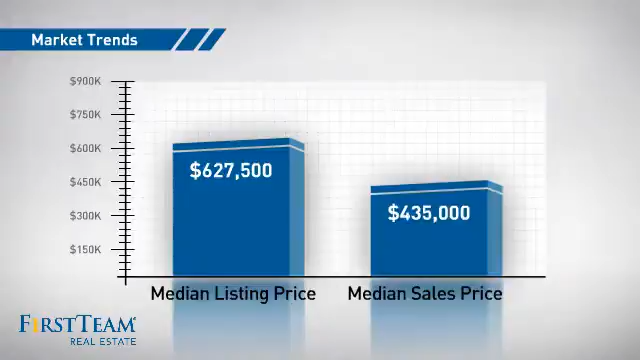 Market Trends
$900K
$750K
$600K
$450K
$300K
$150K
$627,500
$435,000
Median Listing Price
Median Sales Price
FIRSTTEAM®
REAL ESTATE